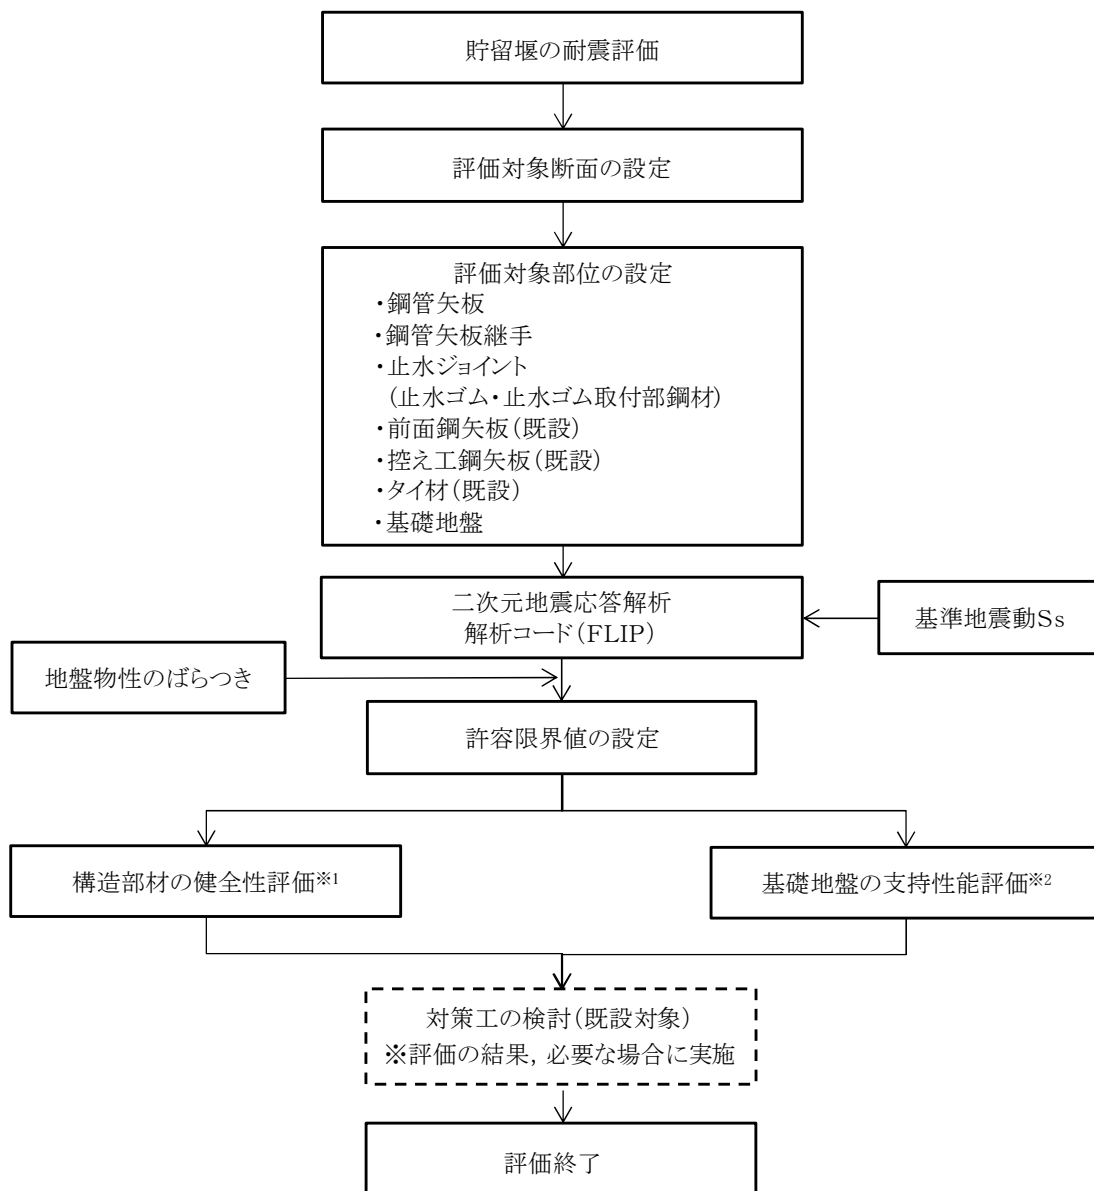 貯留堰の耐震評価
評価対象断面の設定
評価対象部位の設定
・鋼管矢板
・鋼管矢板継手
・止水ジョイント
(止水ゴム・止水ゴム取付部鋼材)
・前面鋼矢板(既設)
・控え工鋼矢板(既設)
・タイ材(既設)
・基礎地盤
二次元地震応答解析
解析コード(FLIP)
基準地震動Ss
地盤物性のばらつき
許容限界値の設定
構造部材の健全性評価※1
基礎地盤の支持性能評価※2
対策工の検討(既設対象)
※評価の結果，必要な場合に実施
評価終了